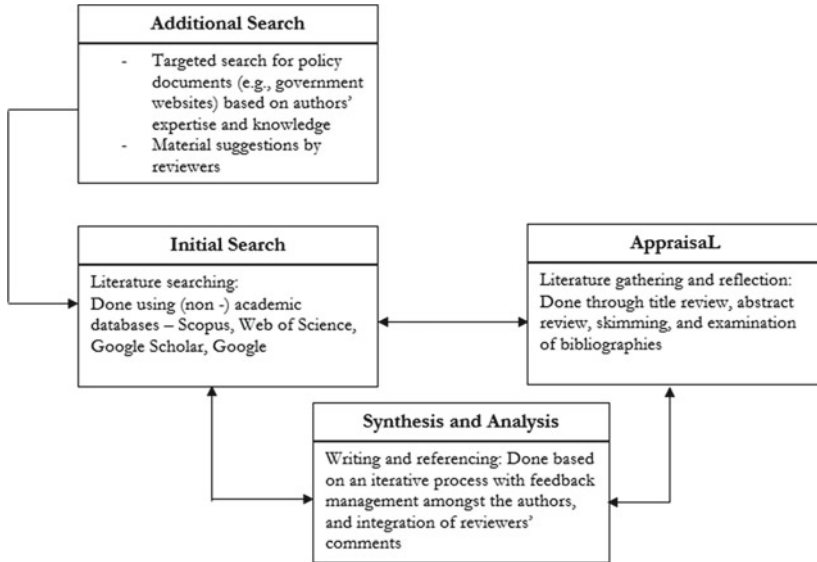 Additional Search
- Targeted search for policy
documents (e.g., government
websites) based on authors’
expertise and knowledge
- Material suggestions by
reviewers
Initial Search
Literature searching:
Done using (non -) academic
databases – Scopus, Web of Science,
Google Scholar, Google
AppraisaL
Literature gathering and reflection:
Done through title review, abstract
review, skimming, and examination
of bibliographies
Synthesis and Analysis
Writing and referencing: Done based
on an iterative process with feedback
management amongst the authors,
and integration of reviewers’
comments